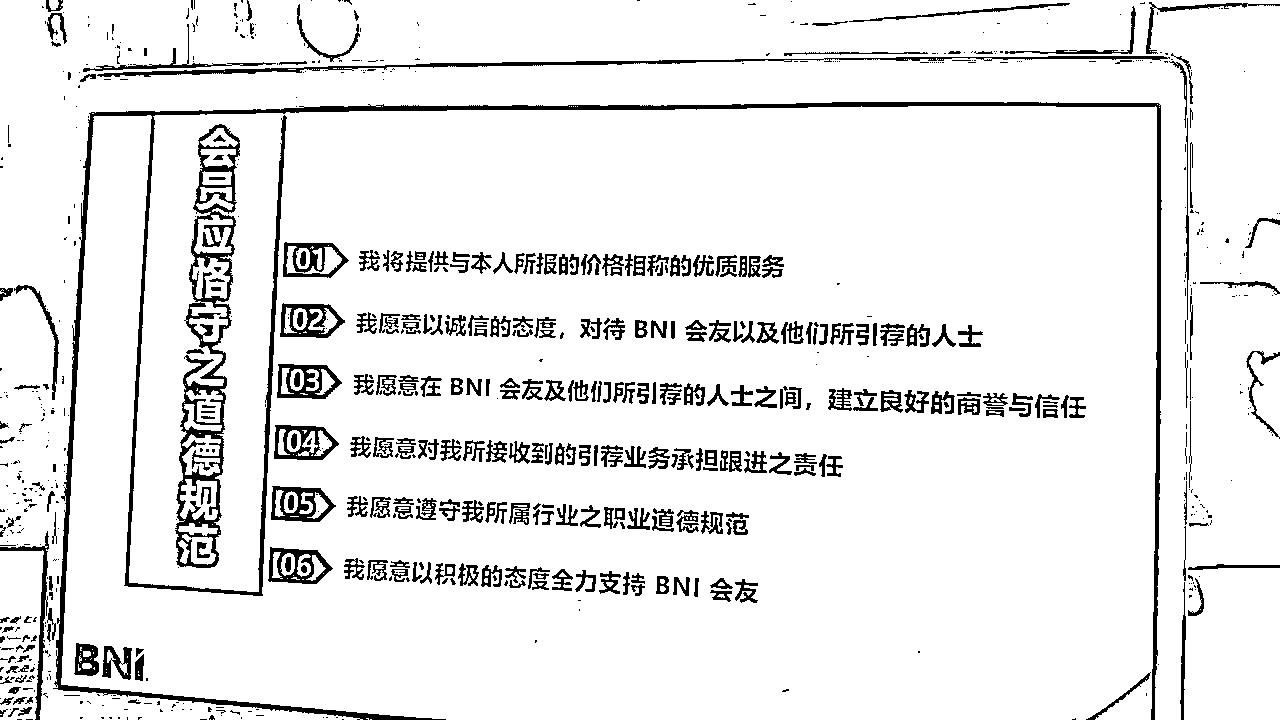 会员应恪守之道德规范
01 我将提供与本人所报的价格相称的优质服务
02 我愿意以诚信的态度，对待 BNI 会友以及他们所引荐的人士
03 我愿意在 BNI 会友及他们所引荐的人士之间，建立良好的商誉与信任
04 我愿意对我所接收到的引荐业务承担跟进之责任
05 我愿意遵守我所属行业之职业道德规范
06 我愿意以积极的态度全力支持 BNI 会友
BNI